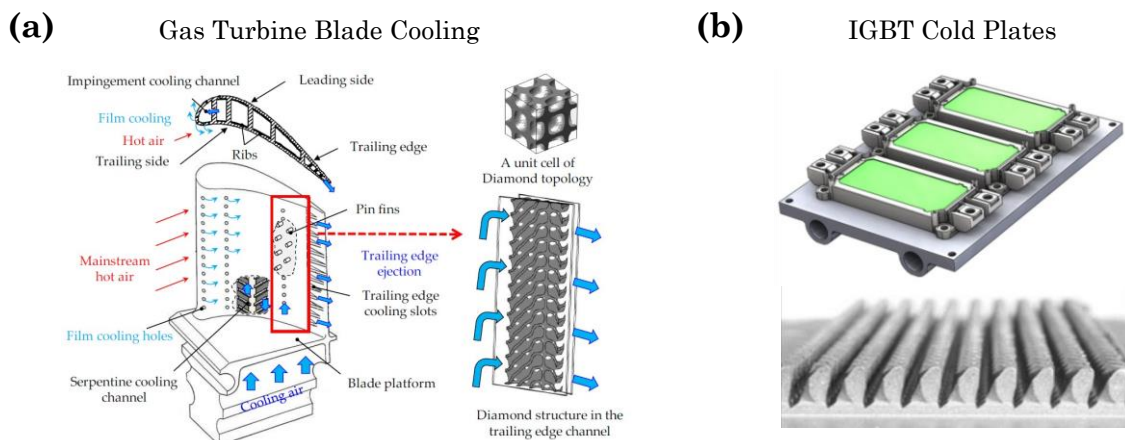 (a) Gas Turbine Blade Cooling
Impingement cooling channel
Leading side
Film cooling
Hot air
Trailing side
Ribs
Trailing edge
A unit cell of
Diamond topology
Pin fins
Mainstream
hot air
Trailing edge
ejection
Trailing edge
cooling slots
Film cooling holes
Serpentine cooling
channel
Blade platform
Cooling air
Diamond structure in the
trailing edge channel
(b) IGBT Cold Plates